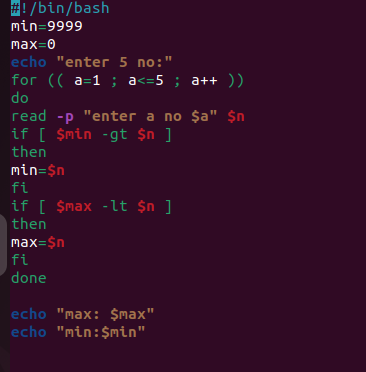 #!/bin/bash
min=9999
max=0
echo "enter 5 no:"
for (( a=1 ; a<=5 ; a++ ))
do
read -p "enter a no $a" $n
if [ $min -gt $n ]
then
min=$n
fi
if [ $max -lt $n ]
then
max=$n
fi
done
echo "max: $max"
echo "min:$min"